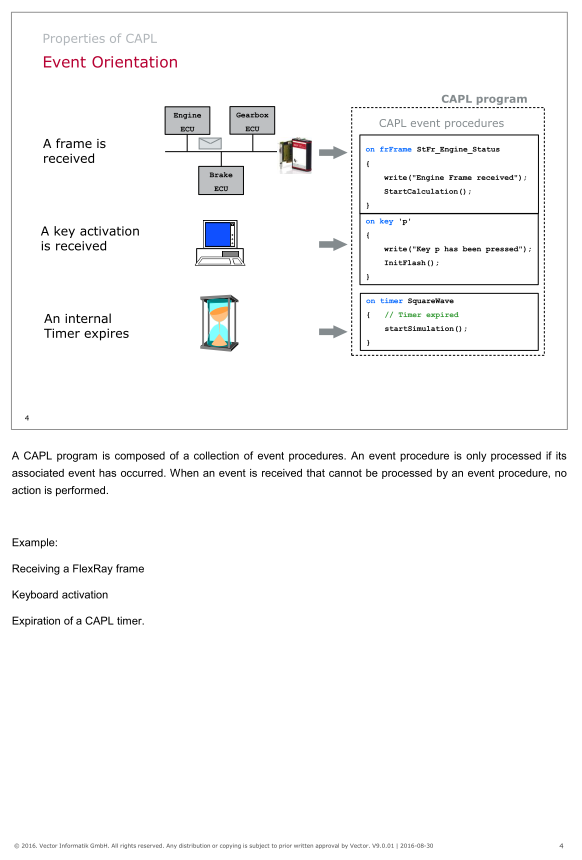 Properties of CAPL
Event Orientation
CAPL program
CAPL event procedures
A frame is
received
Engine
ECU
Gearbox
ECU
Brake
ECU
on frFrame StFr_Engine_Status
{
write("Engine Frame received");
StartCalculation();
}
A key activation
is received
on key 'p'
{
write("Key p has been pressed");
InitFlash();
}
An internal
Timer expires
on timer SquareWave
{ // Timer expired
startSimulation();
}
4
A CAPL program is composed of a collection of event procedures. An event procedure is only processed if its
associated event has occurred. When an event is received that cannot be processed by an event procedure, no
action is performed.
Example:
Receiving a FlexRay frame
Keyboard activation
Expiration of a CAPL timer.
© 2016. Vector Informatik GmbH. All rights reserved. Any distribution or copying is subject to prior written approval by Vector. V9.0.01 | 2016-08-30
4